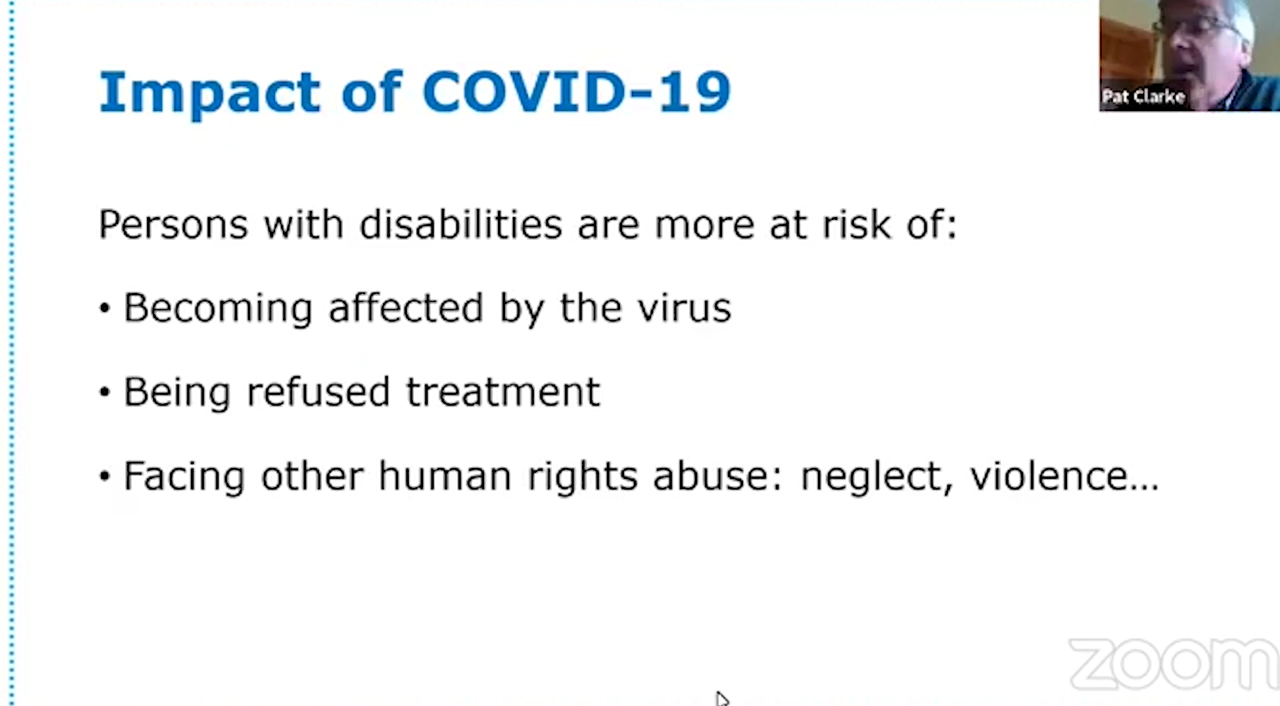 Impact of COVID-19
Pat Clarke
Persons with disabilities are more at risk of:
• Becoming affected by the virus
• Being refused treatment
• Facing other human rights abuse: neglect, violence…
zoom